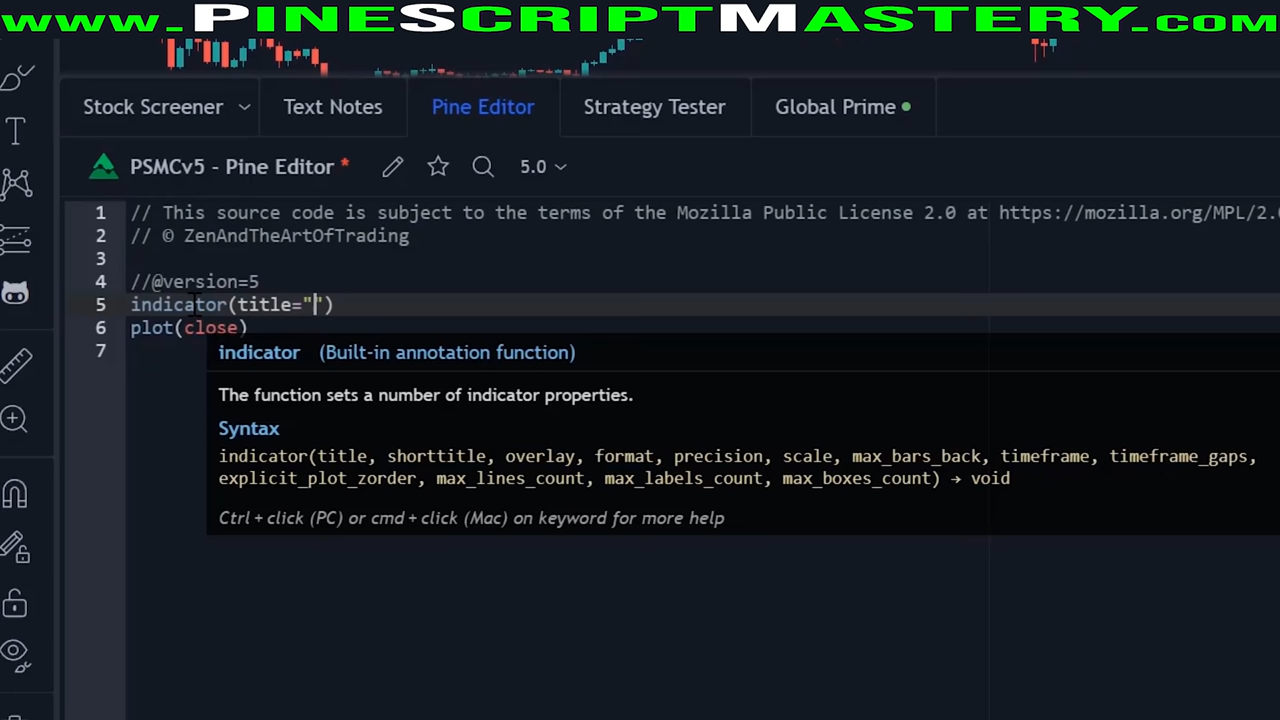 www.PineScriptMastery.com
Stock Screener Text Notes Pine Editor Strategy Tester Global Prime
PSMCv5 - Pine Editor * 5.0
1 // This source code is subject to the terms of the Mozilla Public License 2.0 at https://mozilla.org/MPL/2.
2 // © ZenAndTheArtOfTrading
3
4 //@version=5
5 indicator(title="")
6 plot(close)
7
indicator (Built-in annotation function)
The function sets a number of indicator properties.
Syntax
indicator(title, shorttitle, overlay, format, precision, scale, max_bars_back, timeframe, timeframe_gaps,
explicit_plot_zorder, max_lines_count, max_labels_count, max_boxes_count) → void
Ctrl + click (PC) or cmd + click (Mac) on keyword for more help